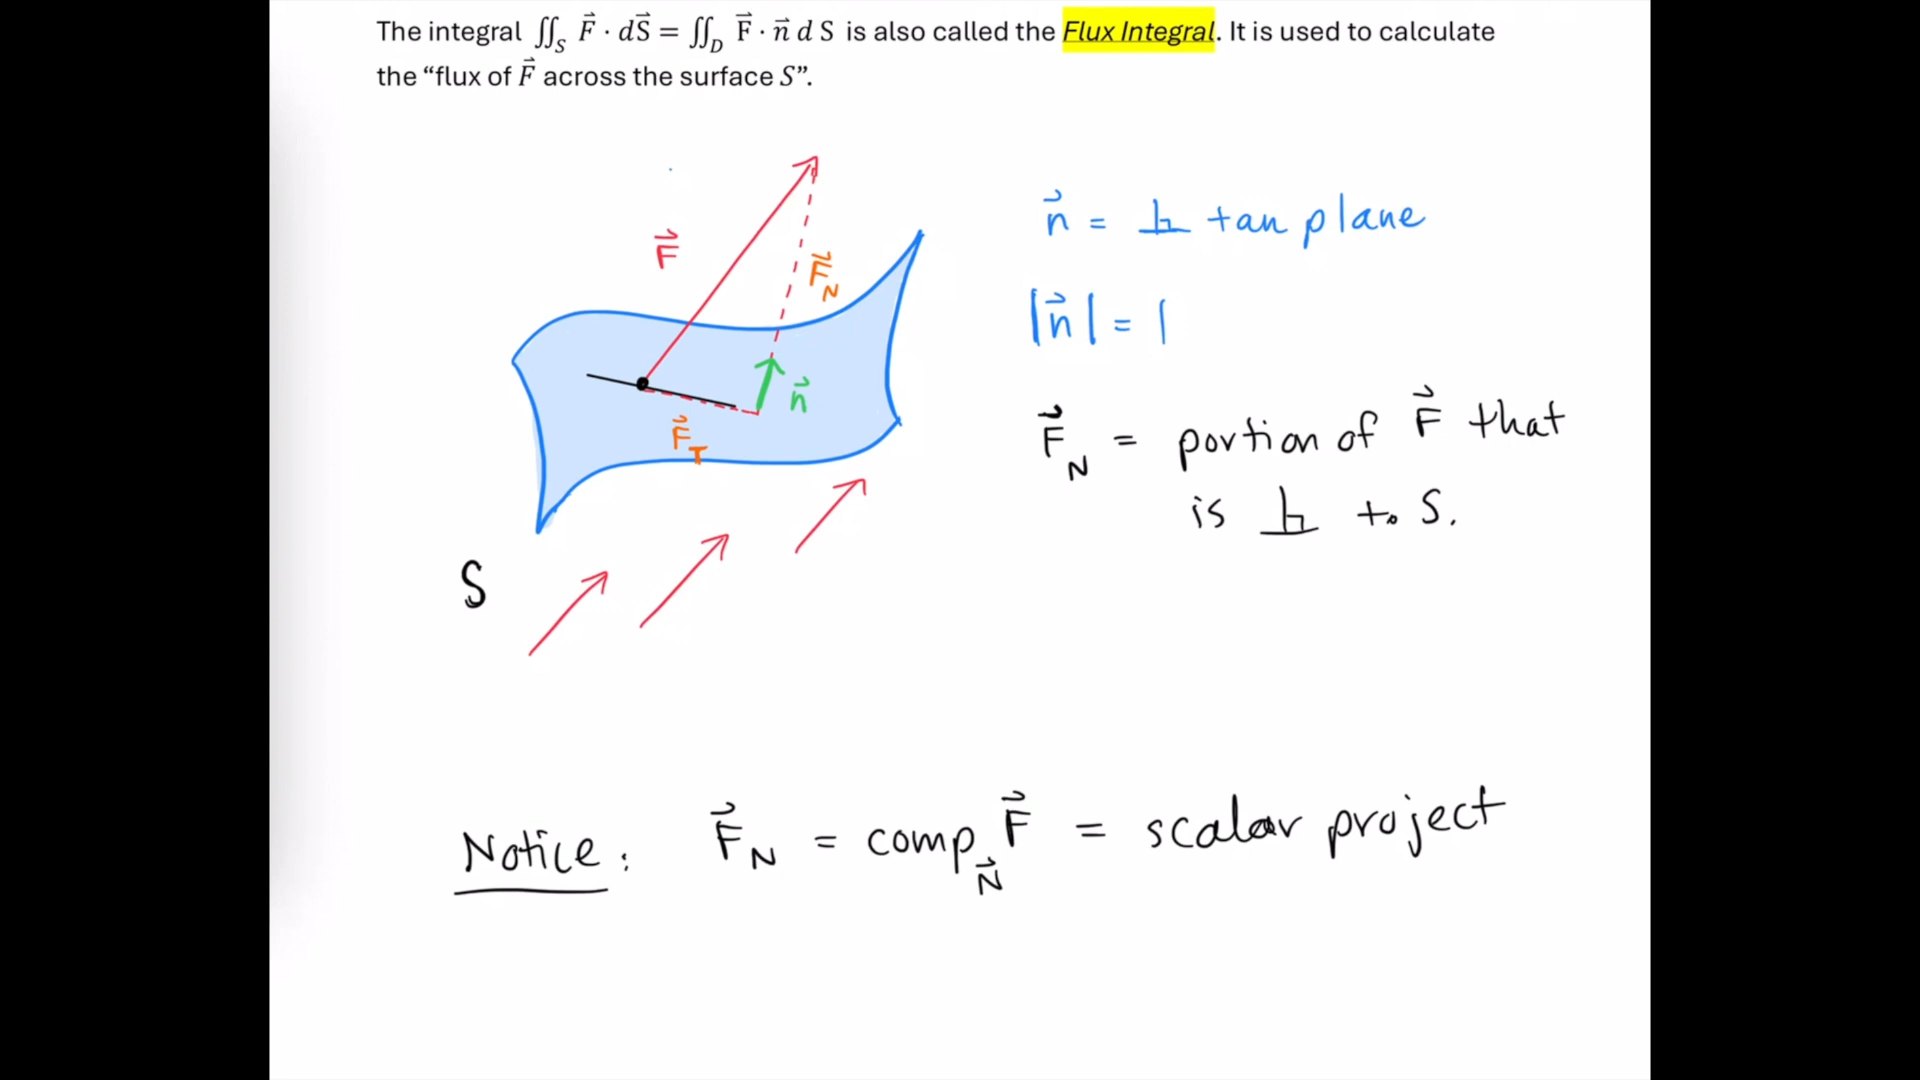 The integral ∬_S F⃗ · dS⃗ = ∬_D F⃗ · n⃗ d S is also called the Flux Integral. It is used to calculate
the “flux of F⃗ across the surface S”.
F⃗
F⃗_N
n⃗
F⃗_T
S
n⃗ = ⊥ tan plane
|n⃗| = 1
F⃗_N = portion of F⃗ that
is ⊥ to S.
Notice: F⃗_N = comp_N⃗ F⃗ = scalar project